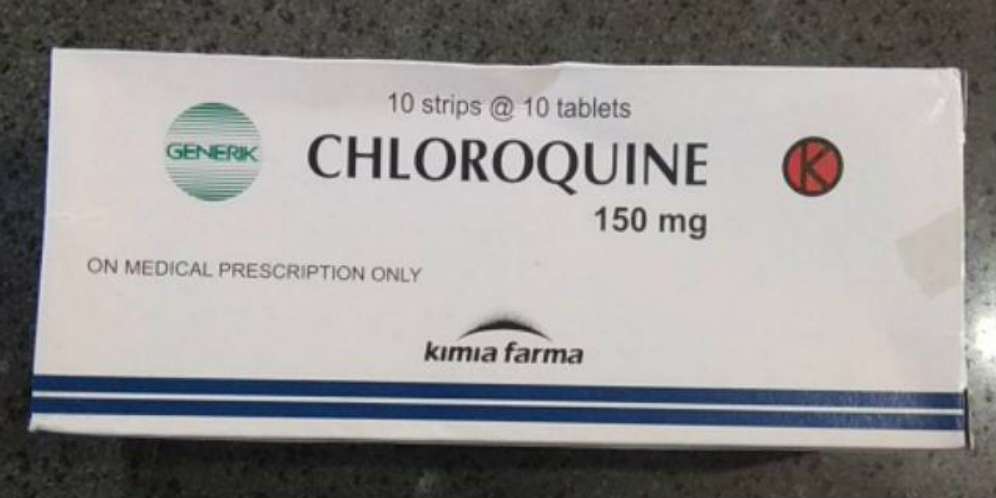 10 strips @ 10 tablets
GENERIK
CHLOROQUINE
K
150 mg
ON MEDICAL PRESCRIPTION ONLY
kimia farma